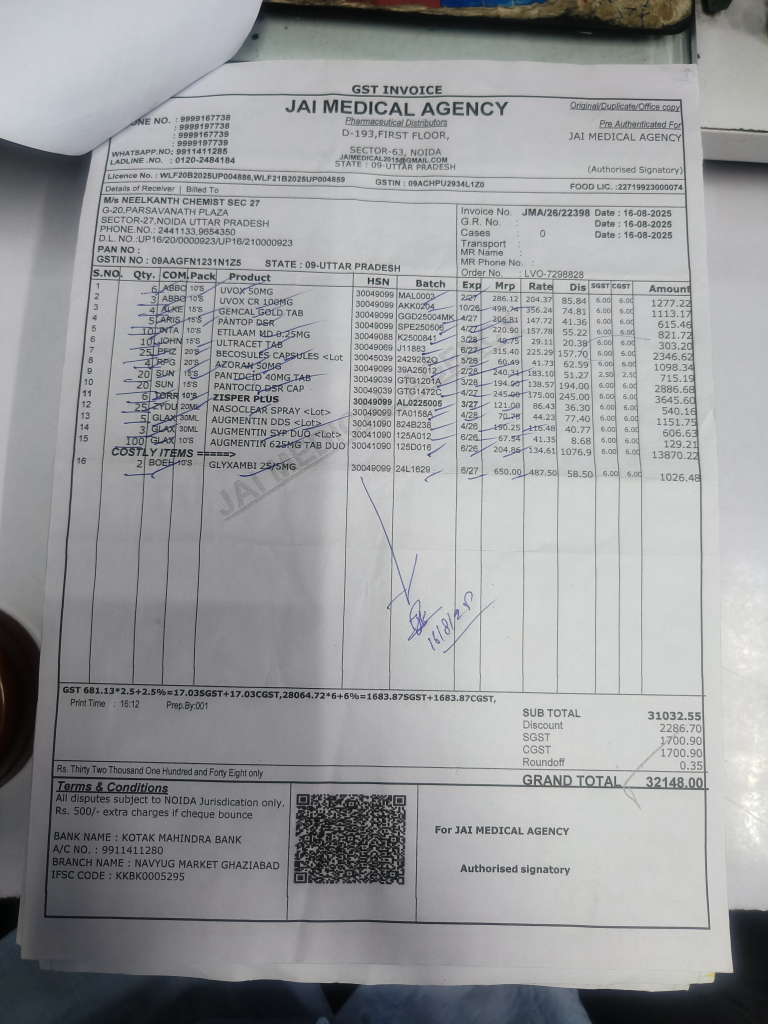 GST INVOICE
JAI MEDICAL AGENCY
Pharmaceutical Distributors
D-193,FIRST FLOOR,
SECTOR-63, NOIDA
JAIMEDICAL2015@GMAIL.COM
STATE : 09-UTTAR PRADESH
NE NO. : 9999167738
: 9999197738
: 9999167739
: 9999197739
WHATSAPP.NO: 9911411285
LADLINE .NO. : 0120-2484184
Original/Duplicate/Office copy
Pre Authenticated For
JAI MEDICAL AGENCY
(Authorised Signatory)
Licence No. : WLF20B2025UP004886,WLF21B2025UP004859 GSTIN : 09ACHPU2934L1Z0 FOOD LIC. :22719923000074
Details of Receiver | Billed To
M/s NEELKANTH CHEMIST SEC 27
G-20,PARSAVANATH PLAZA
SECTOR-27,NOIDA UTTAR PRADESH
PHONE.NO : 2441133,9654350
D.L.NO.:UP16/20/0000923/UP16/210000923
PAN NO :
GSTIN NO : 09AAGFN1231N1Z5 STATE : 09-UTTAR PRADESH
Invoice No. JMA/26/22398 Date : 16-08-2025
G.R. No. : Date : 16-08-2025
Cases : 0 Date : 16-08-2025
Transport :
MR Name :
MR Phone No. :
Order No. : LVO-7298828
S.NO. Qty. COM. Pack Product HSN Batch Exp Mrp Rate Dis SGST CGST Amount
1 6 ABBO 10'S UVOX 50MG 30049099 MAL0003 2/27 286.12 204.37 85.84 6.00 6.00 1277.22
2 3 ABBO 10'S UVOX CR 100MG 30049099 AKK0204 10/26 498.74 356.24 74.81 6.00 6.00 1113.17
3 4 ALKE 15'S GEMCAL GOLD TAB 30049099 GGD25004MK 4/27 206.81 147.72 41.36 6.00 6.00 615.46
4 5 ARIS 15'S PANTOP DSR 30049099 SPE250506 4/27 220.90 157.78 55.22 6.00 6.00 821.72
5 10 INTA 10'S ETILAAM MD 0.25MG 30049088 K2500841 3/28 40.75 29.11 20.38 6.00 6.00 303.20
6 10 JOHN 15'S ULTRACET TAB 30049069 J11863 6/27 315.40 225.29 157.70 6.00 6.00 2346.62
7 25 PFIZ 20'S BECOSULES CAPSULES <Lot 30045039 2429282O 5/26 60.49 41.73 62.59 6.00 6.00 1098.34
8 4 RPG 20'S AZORAN 50MG 30049099 39A25012 2/28 240.31 183.10 51.27 2.50 2.50 715.19
9 20 SUN 15'S PANTOCID 40MG TAB 30049039 GTG1201A 3/28 194.00 138.57 194.00 6.00 6.00 2886.68
10 20 SUN 15'S PANTOCID DSR CAP 30049039 GTG1472C 4/27 245.00 175.00 245.00 6.00 6.00 3645.60
11 6 TORR 10'S ZISPER PLUS 30049099 AL0225005 3/27 121.00 86.43 36.30 6.00 6.00 540.16
12 25 ZYDU 20ML NASOCLEAR SPRAY <Lot> 30049099 TA0158A 4/28 70.78 44.23 77.40 6.00 6.00 1151.75
13 5 GLAX 30ML AUGMENTIN DDS <Lot> 30041090 824B238 4/26 190.25 116.48 40.77 6.00 6.00 606.63
14 3 GLAX 30ML AUGMENTIN SYP DUO <Lot> 30041090 125A012 6/26 67.54 41.35 8.68 6.00 6.00 129.21
15 100 GLAX 10'S AUGMENTIN 625MG TAB DUO 30041090 125D016 6/26 204.86 134.61 1076.9 6.00 6.00 13870.22
COSTLY ITEMS =====>
16 2 BOEH 10'S GLYXAMBI 25/5MG 30049099 24L1629 6/27 650.00 487.50 58.50 6.00 6.00 1026.48
16/8/25
GST 681.13*2.5+2.5%=17.03SGST+17.03CGST,28064.72*6+6%=1683.87SGST+1683.87CGST,
Print Time : 16:12 Prep.By:001
SUB TOTAL 31032.55
Discount 2286.70
SGST 1700.90
CGST 1700.90
Roundoff 0.35
Rs. Thirty Two Thousand One Hundred and Forty Eight only
GRAND TOTAL 32148.00
Terms & Conditions
All disputes subject to NOIDA Jurisdication only.
Rs. 500/- extra charges if cheque bounce
BANK NAME : KOTAK MAHINDRA BANK
A/C NO. : 9911411280
BRANCH NAME : NAVYUG MARKET GHAZIABAD
IFSC CODE : KKBK0005295
For JAI MEDICAL AGENCY
Authorised signatory